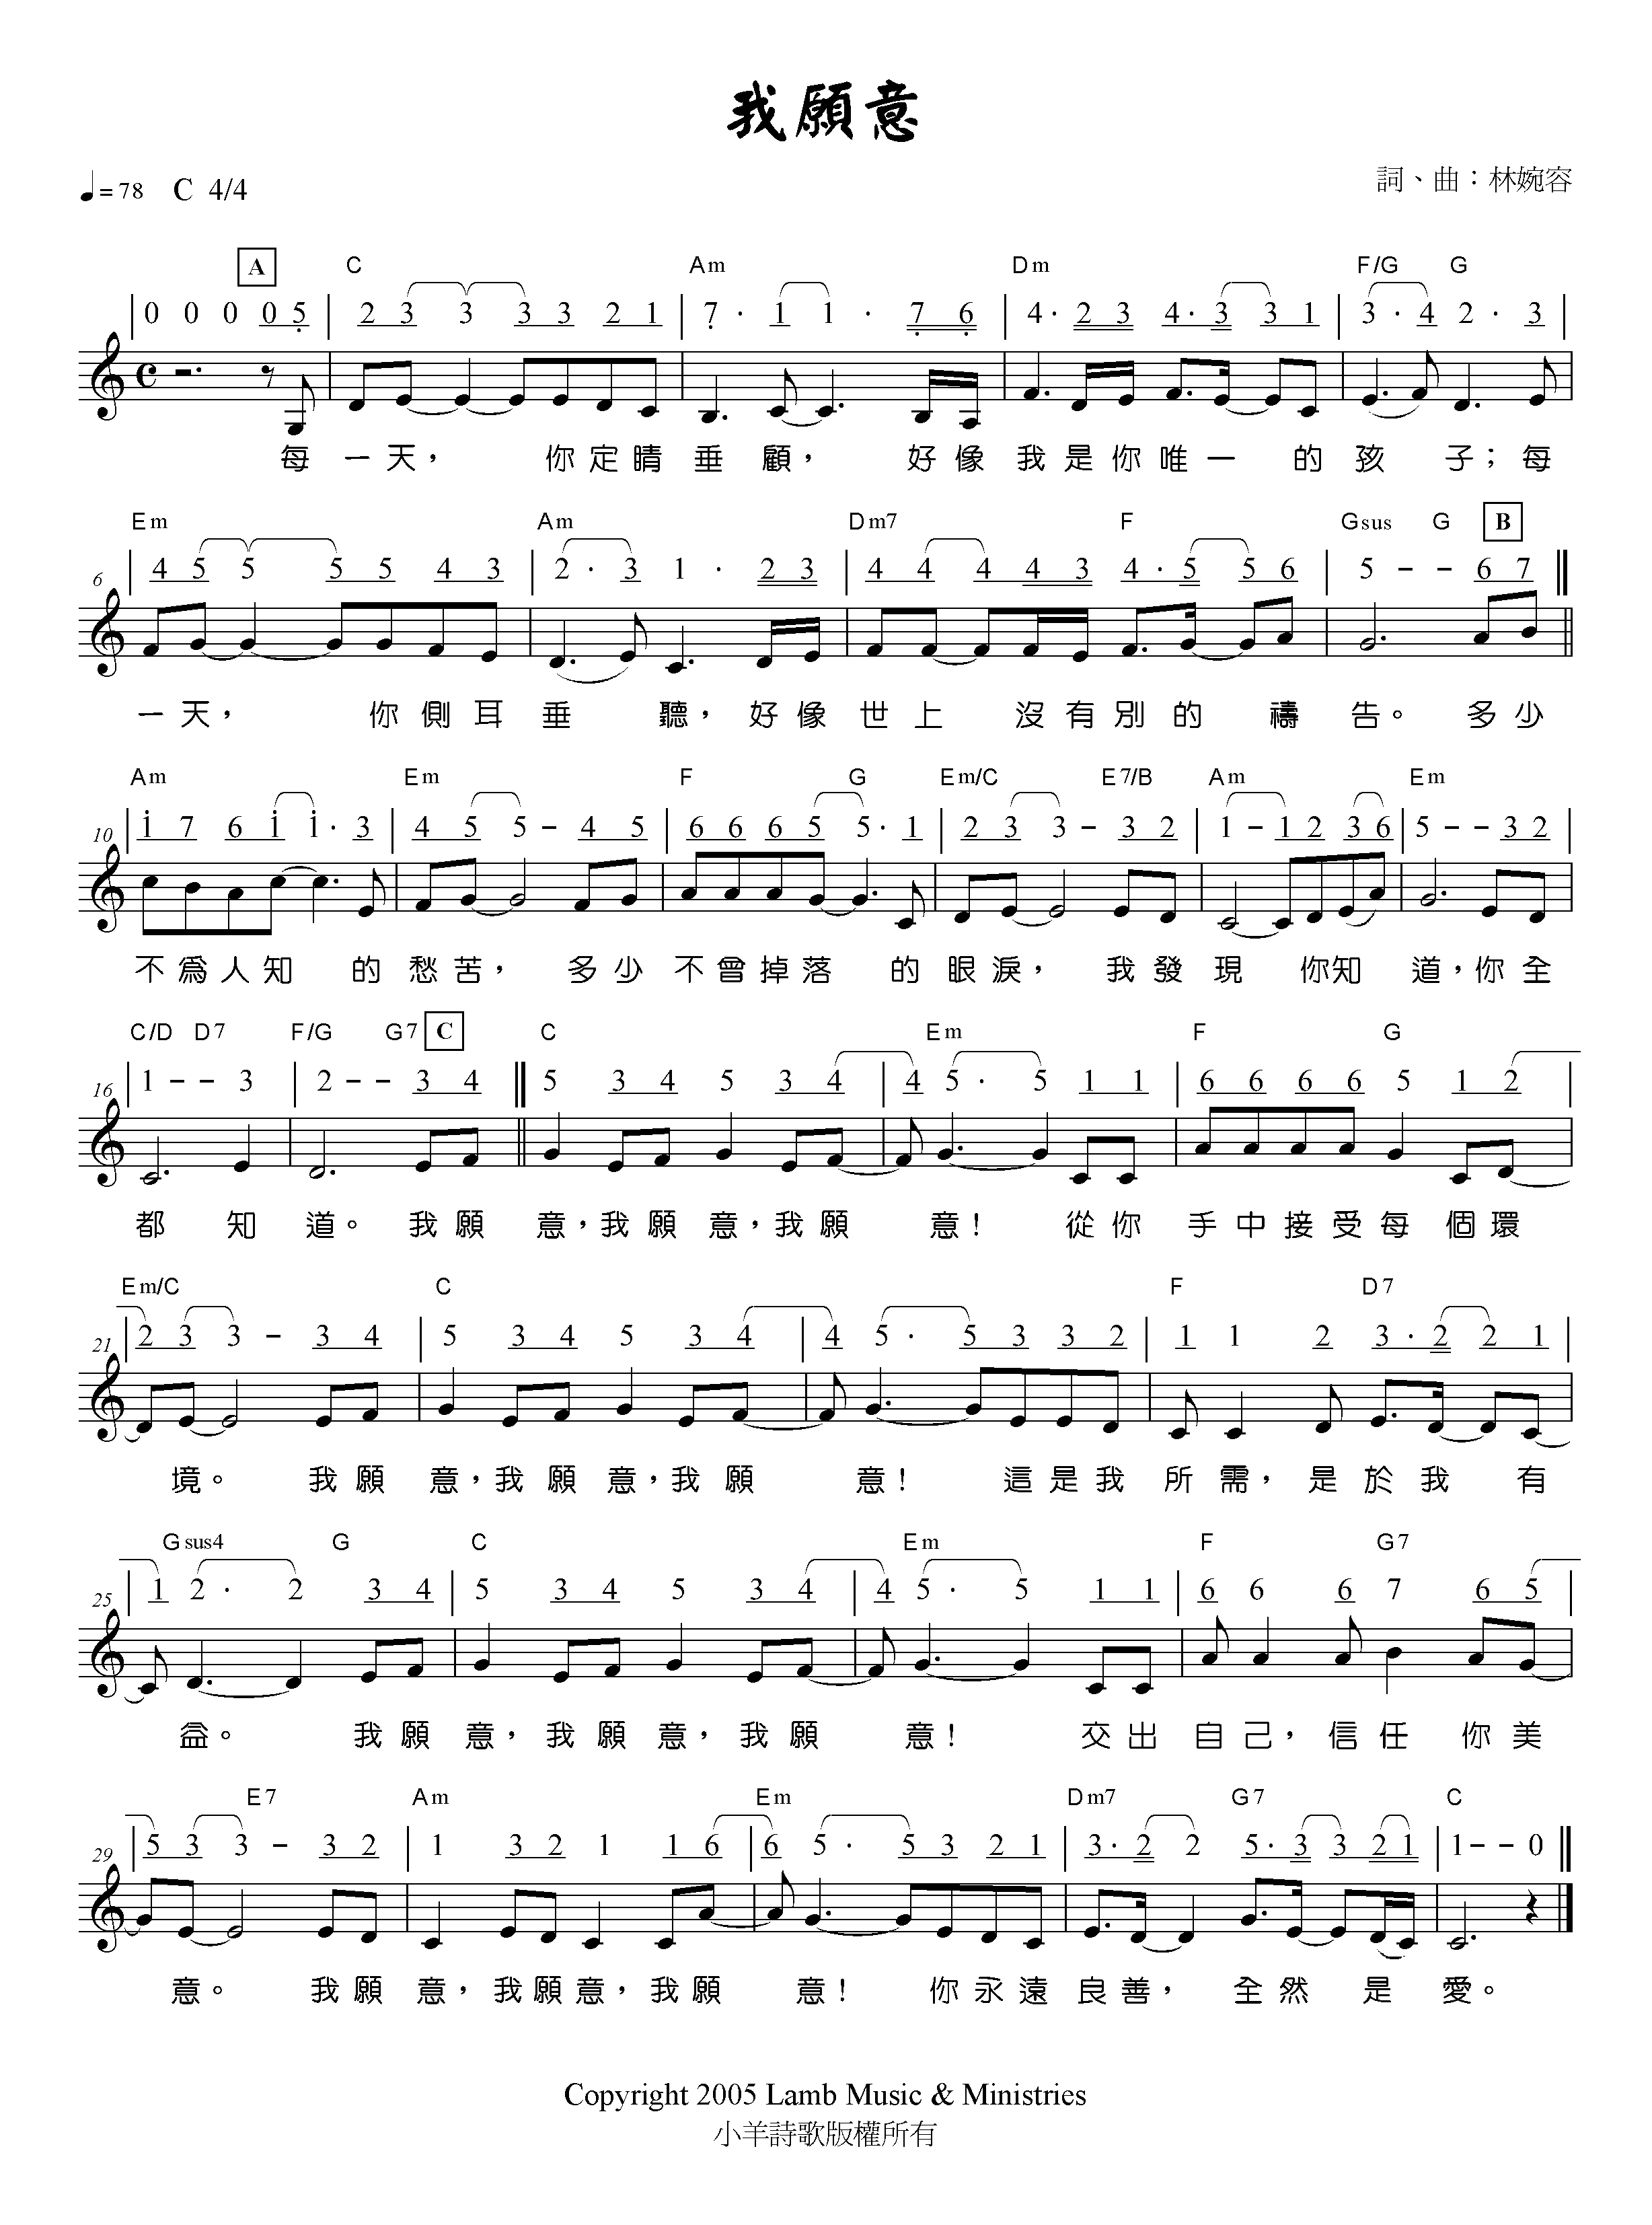 我願意
♩=78 C 4/4
詞、曲：林婉容
A C Am Dm F/G G
0 0 0 0 5 | 2 3 3 3 3 2 1 | 7 · 1 1 · 7 6 | 4 · 2 3 4 · 3 3 1 | 3 · 4 2 · 3 |
每 一天， 你定睛 垂 顧， 好像 我是你唯一 的 孩 子；每
Em Am Dm7 F Gsus G B
6 | 4 5 5 5 5 4 3 | 2 · 3 1 · 2 3 | 4 4 4 4 3 4 · 5 5 6 | 5 - - 6 7 ||
一天， 你側耳 垂 聽，好像 世上 沒有別的 禱 告。 多少
Am Em F G Em/C E7/B Am Em
10 | 1 7 6 1 1 · 3 | 4 5 5 - 4 5 | 6 6 6 5 5 · 1 | 2 3 3 - 3 2 | 1 - 1 2 3 6 | 5 - - 3 2 |
不為人知 的 愁苦， 多少 不曾掉落 的 眼淚， 我發 現 你知 道，你全
C/D D7 F/G G7 C C Em F G
16 | 1 - - 3 | 2 - - 3 4 || 5 3 4 5 3 4 | 4 5 · 5 1 1 | 6 6 6 6 5 1 2 |
都 知 道。 我願 意，我願 意，我願 意！ 從你 手中接受每 個環
Em/C C F D7
21 | 2 3 3 - 3 4 | 5 3 4 5 3 4 | 4 5 · 5 3 3 2 | 1 1 2 3 · 2 2 1 |
境。 我願 意，我願 意，我願 意！ 這是我 所 需，是於我 有
Gsus4 G C Em F G7
25 | 1 2 · 2 3 4 | 5 3 4 5 3 4 | 4 5 · 5 1 1 | 6 6 6 7 6 5 |
益。 我願 意，我願 意，我願 意！ 交出 自己，信任 你美
E7 Am Em Dm7 G7 C
29 | 5 3 3 - 3 2 | 1 3 2 1 1 6 | 6 5 · 5 3 2 1 | 3 · 2 2 5 · 3 3 2 1 | 1 - - 0 ||
意。 我願 意，我願意，我願 意！ 你永遠 良善， 全然 是 愛。
Copyright 2005 Lamb Music & Ministries
小羊詩歌版權所有